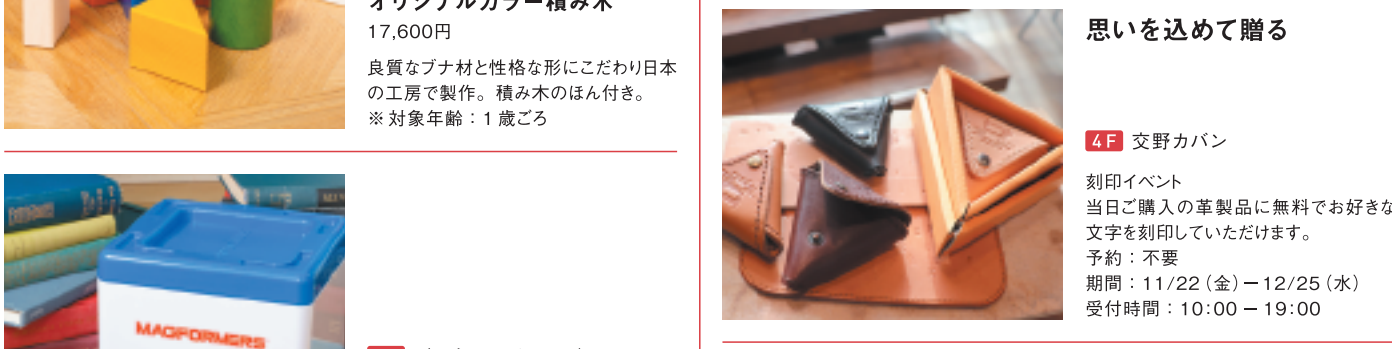 オリジナルカラー積み木
17,600円
良質なブナ材と性格な形にこだわり日本
の工房で製作。積み木のほん付き。
※対象年齢：1歳ごろ
MAGFORMERS
思いを込めて贈る
4F 交野カバン
刻印イベント
当日ご購入の革製品に無料でお好きな
文字を刻印していただけます。
予約：不要
期間：11/22（金）ー12/25（水）
受付時間：10:00 ー 19:00